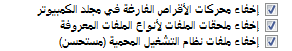 إخفاء محركات الأقراص الفارغة في مجلد الكمبيوتر
إخفاء ملحقات الملفات لأنواع الملفات المعروفة
إخفاء ملفات نظام التشغيل المحمية (مستحسن)